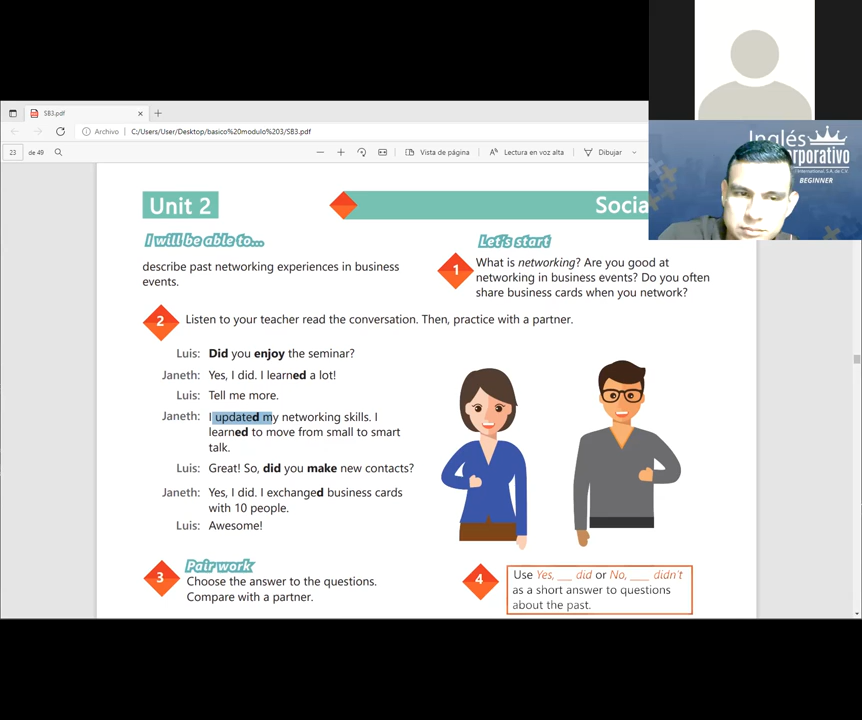 SB3.pdf
Archivo
C:/Users/User/Desktop/basico%20modulo%203/SB3.pdf
23
de 49
Vista de página
Lectura en voz alta
Dibujar
Inglés
International, S.A. de C.V.
BEGINNER
Unit 2
I will be able to...
describe past networking experiences in business
events.
Let's start
1
What is networking? Are you good at
networking in business events? Do you often
share business cards when you network?
2
Listen to your teacher read the conversation. Then, practice with a partner.
Luis: Did you enjoy the seminar?
Janeth: Yes, I did. I learned a lot!
Luis: Tell me more.
Janeth: I updated my networking skills. I
learned to move from small to smart
talk.
Luis: Great! So, did you make new contacts?
Janeth: Yes, I did. I exchanged business cards
with 10 people.
Luis: Awesome!
3
Pair work
Choose the answer to the questions.
Compare with a partner.
4
Use Yes, ___ did or No, ___ didn't
as a short answer to questions
about the past.